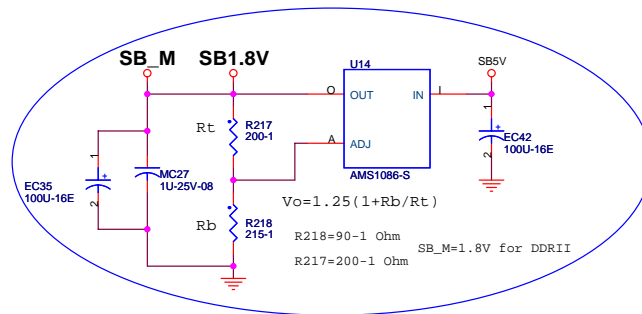 SB_M SB1.8V
SB5V
U14
O OUT IN I
Rt R217
200-1
1
A ADJ
EC42
100U-16E
2
1
MC27
1U-25V-08
AMS1086-S
EC35
100U-16E
2
Rb R218
215-1
Vo=1.25(1+Rb/Rt)
R218=90-1 Ohm
SB_M=1.8V for DDRII
R217=200-1 Ohm